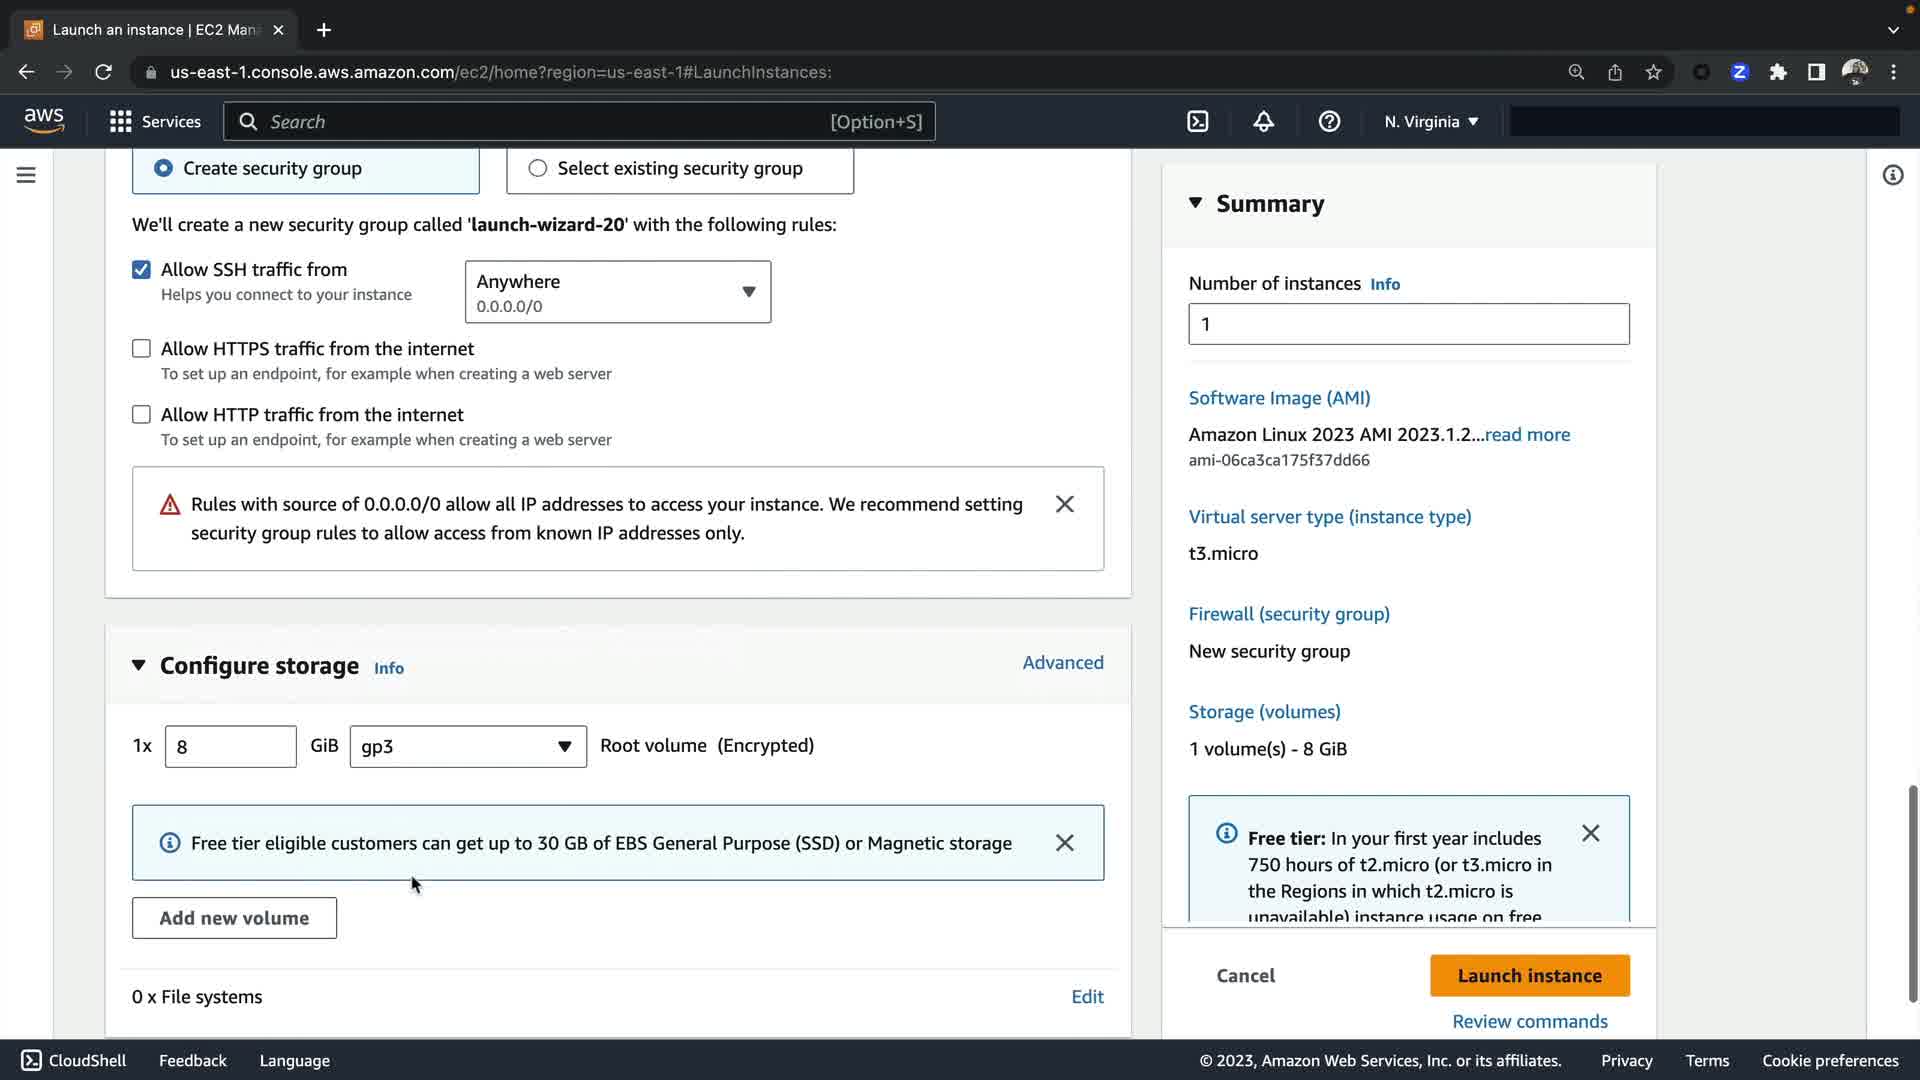 Launch an instance | EC2 Man
us-east-1.console.aws.amazon.com/ec2/home?region=us-east-1#LaunchInstances:
aws
Services
Search
[Option+S]
N. Virginia
Create security group
Select existing security group
We'll create a new security group called 'launch-wizard-20' with the following rules:
Allow SSH traffic from
Helps you connect to your instance
Anywhere
0.0.0.0/0
Allow HTTPS traffic from the internet
To set up an endpoint, for example when creating a web server
Allow HTTP traffic from the internet
To set up an endpoint, for example when creating a web server
Rules with source of 0.0.0.0/0 allow all IP addresses to access your instance. We recommend setting
security group rules to allow access from known IP addresses only.
Configure storage Info
Advanced
1x 8 GiB gp3 Root volume (Encrypted)
Free tier eligible customers can get up to 30 GB of EBS General Purpose (SSD) or Magnetic storage
Add new volume
0 x File systems
Edit
Summary
Number of instances Info
1
Software Image (AMI)
Amazon Linux 2023 AMI 2023.1.2...read more
ami-06ca3ca175f37dd66
Virtual server type (instance type)
t3.micro
Firewall (security group)
New security group
Storage (volumes)
1 volume(s) - 8 GiB
Free tier: In your first year includes
750 hours of t2.micro (or t3.micro in
the Regions in which t2.micro is
unavailable) instance usage on free
Cancel
Launch instance
Review commands
CloudShell
Feedback
Language
© 2023, Amazon Web Services, Inc. or its affiliates.
Privacy
Terms
Cookie preferences